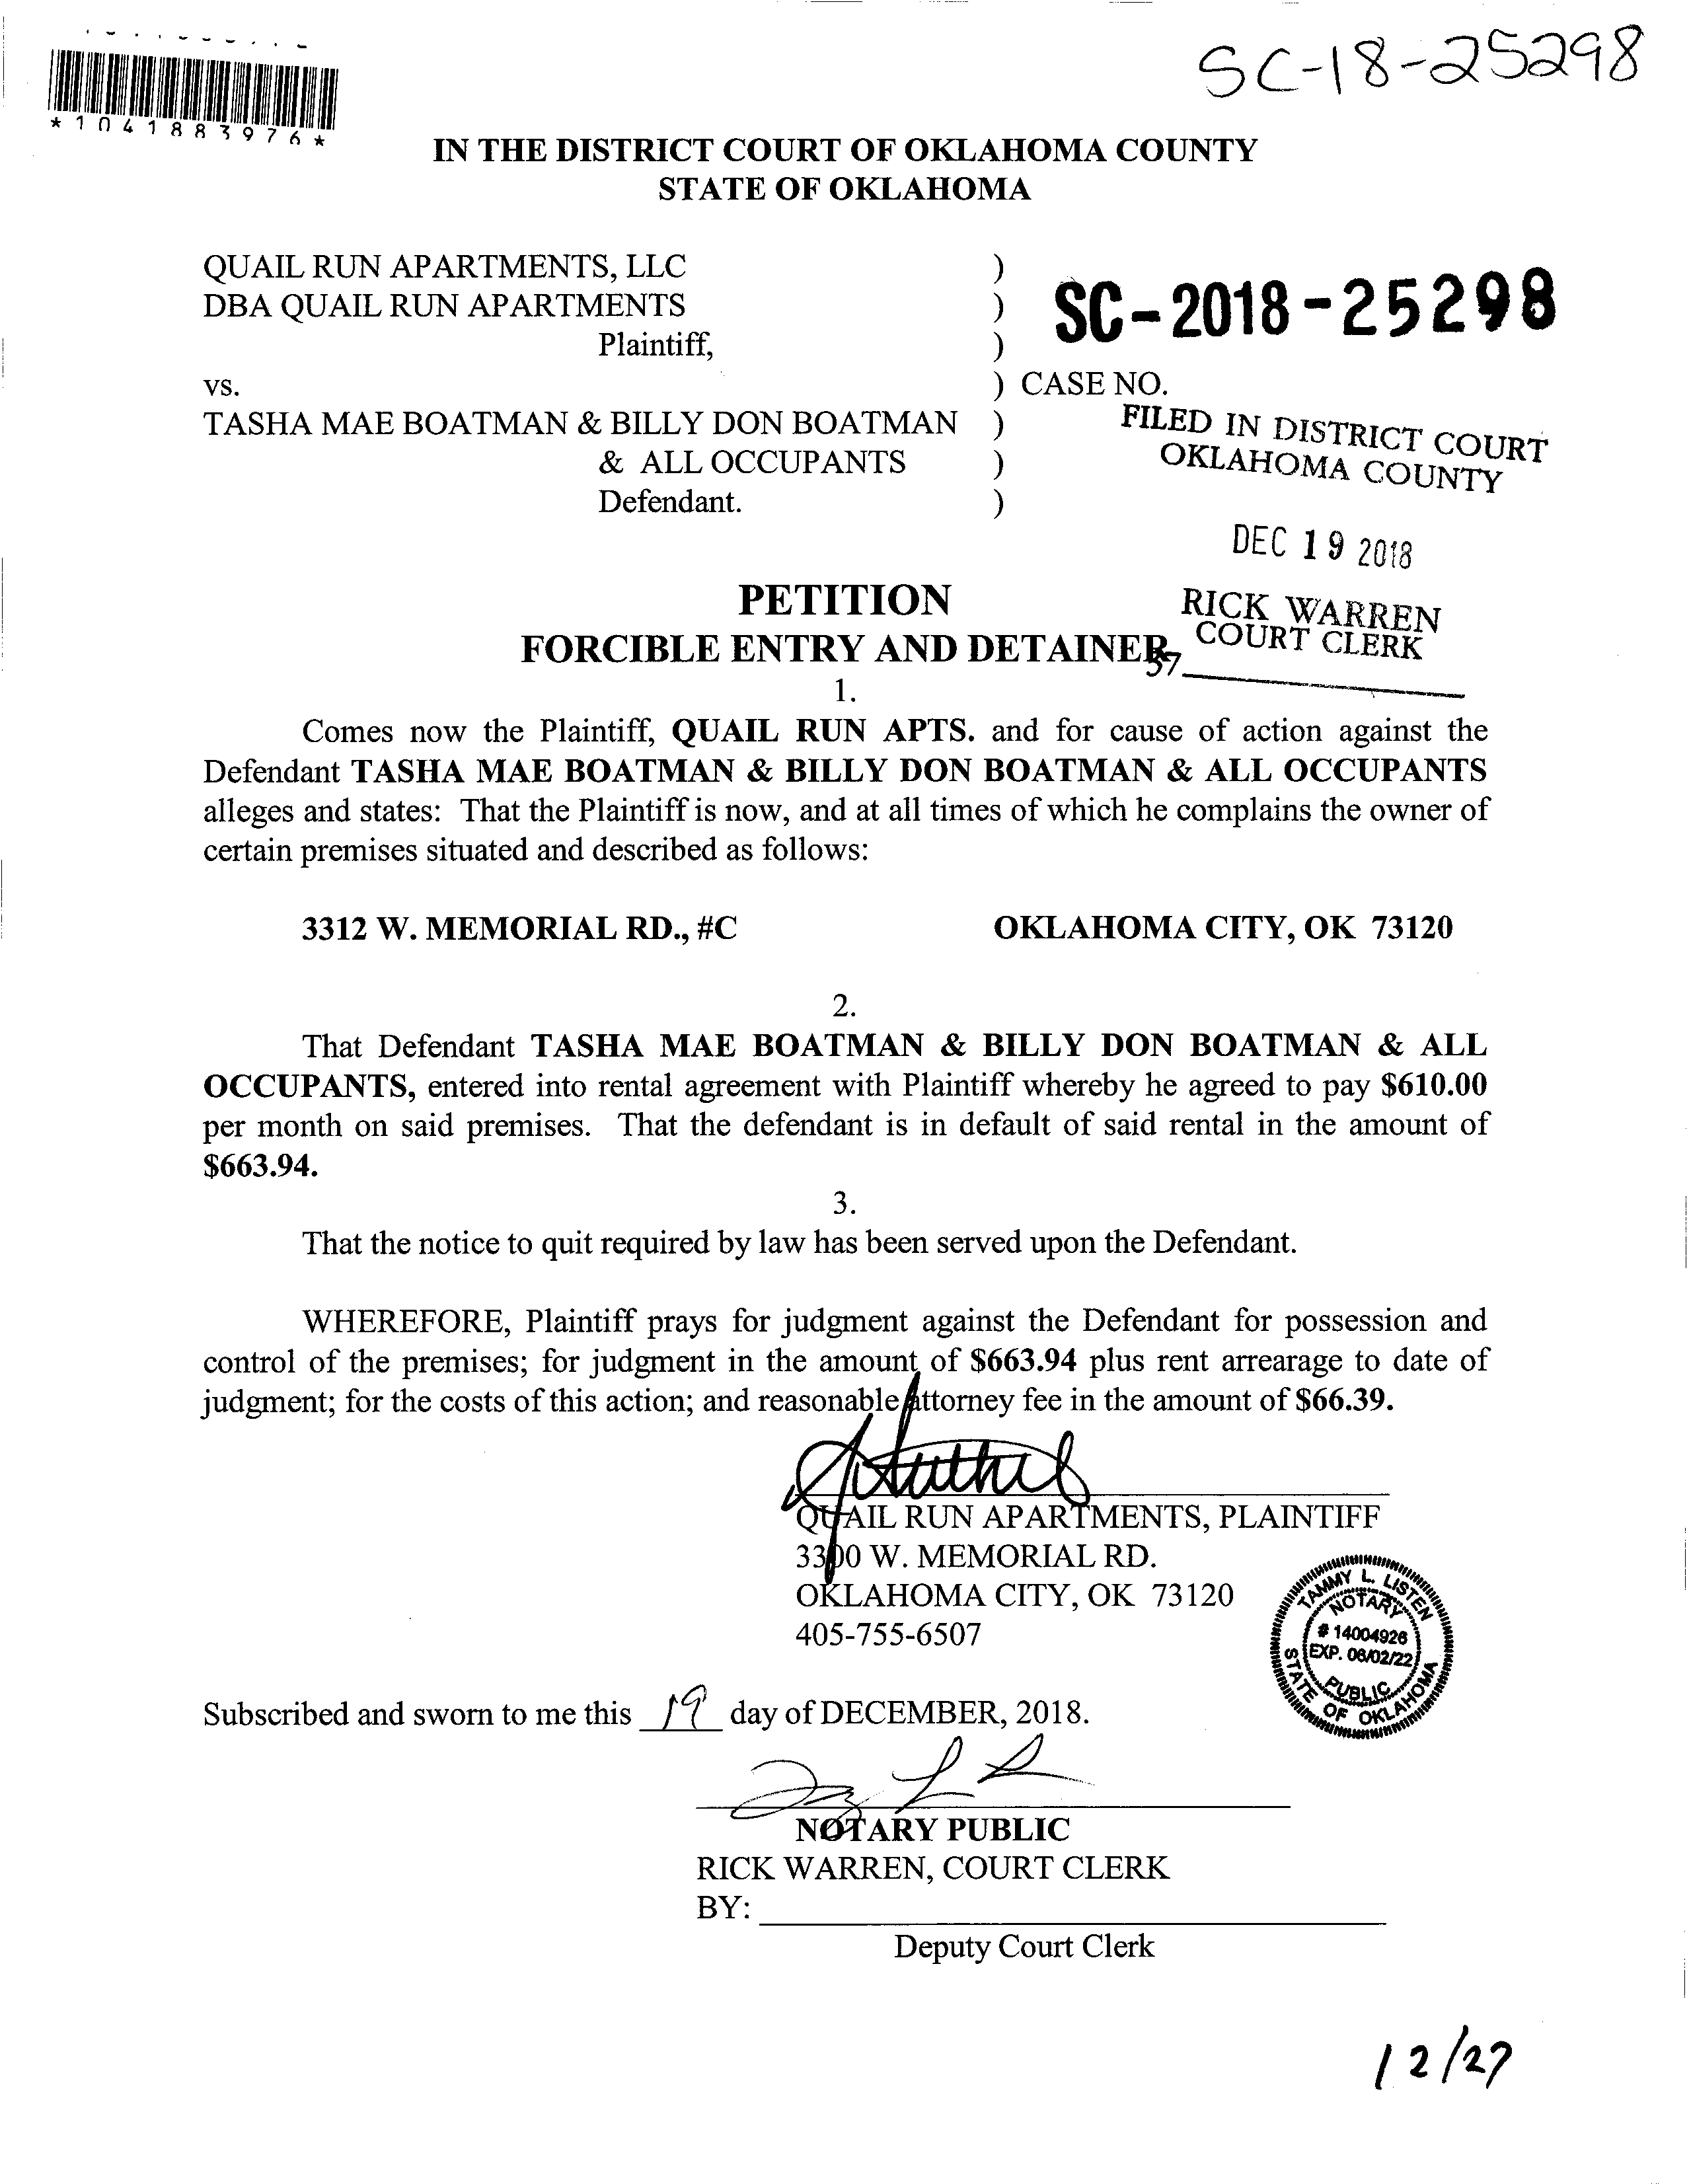 SC-18-25298
*1041883976*
IN THE DISTRICT COURT OF OKLAHOMA COUNTY
STATE OF OKLAHOMA
QUAIL RUN APARTMENTS, LLC )
DBA QUAIL RUN APARTMENTS )
Plaintiff, )
SC-2018-25298
vs. ) CASE NO.
TASHA MAE BOATMAN & BILLY DON BOATMAN )
& ALL OCCUPANTS )
Defendant. )
FILED IN DISTRICT COURT
OKLAHOMA COUNTY
DEC 19 2018
RICK WARREN
COURT CLERK
37
PETITION
FORCIBLE ENTRY AND DETAINER
1.
Comes now the Plaintiff, QUAIL RUN APTS. and for cause of action against the
Defendant TASHA MAE BOATMAN & BILLY DON BOATMAN & ALL OCCUPANTS
alleges and states: That the Plaintiff is now, and at all times of which he complains the owner of
certain premises situated and described as follows:
3312 W. MEMORIAL RD., #C OKLAHOMA CITY, OK 73120
2.
That Defendant TASHA MAE BOATMAN & BILLY DON BOATMAN & ALL
OCCUPANTS, entered into rental agreement with Plaintiff whereby he agreed to pay $610.00
per month on said premises. That the defendant is in default of said rental in the amount of
$663.94.
3.
That the notice to quit required by law has been served upon the Defendant.
WHEREFORE, Plaintiff prays for judgment against the Defendant for possession and
control of the premises; for judgment in the amount of $663.94 plus rent arrearage to date of
judgment; for the costs of this action; and reasonable attorney fee in the amount of $66.39.
QUAIL RUN APARTMENTS, PLAINTIFF
3300 W. MEMORIAL RD.
OKLAHOMA CITY, OK 73120
405-755-6507
TAMMY L. LISTEN
NOTARY
# 14004926
EXP. 06/02/22
PUBLIC
STATE OF OKLAHOMA
Subscribed and sworn to me this 19 day of DECEMBER, 2018.
NOTARY PUBLIC
RICK WARREN, COURT CLERK
BY:
Deputy Court Clerk
12/27